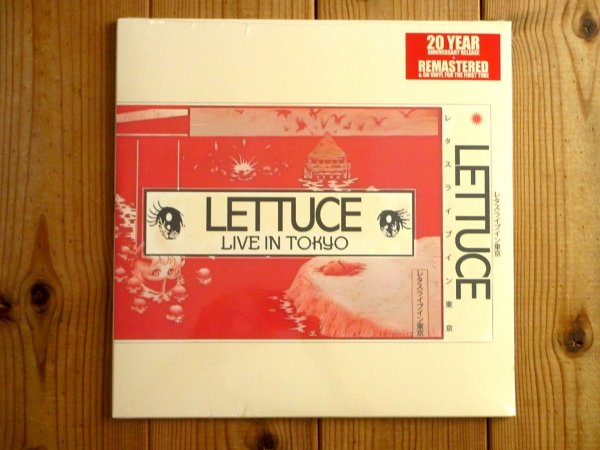 20 YEAR
ANNIVERSARY RELEASE
+
REMASTERED
& ON VINYL FOR THE FIRST TIME
LETTUCE
LIVE IN TOKYO
レタスライブイン東京
レタスライブイン東京
LETTUCE
レタスライブイン東京